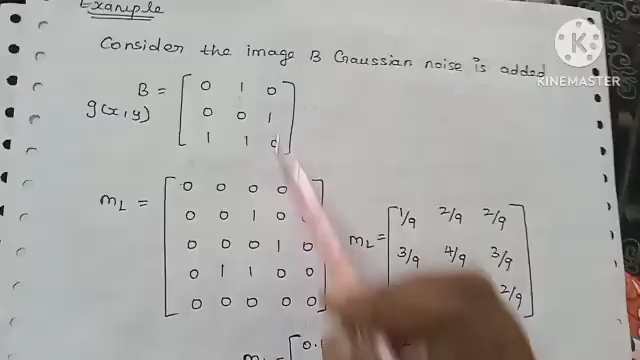 Example
Consider the image B Gaussian noise is added
KINEMASTER
B = [ 0 1 0
g(x,y) 0 0 1
1 1 0 ]
m_L = [ 0 0 0 0
0 0 1 0
0 0 0 1 0
0 1 1 0 0
0 0 0 0 0 ]
m_L = [ 1/9 2/9 2/9
3/9 4/9 3/9
2/9 ]
[ 0.